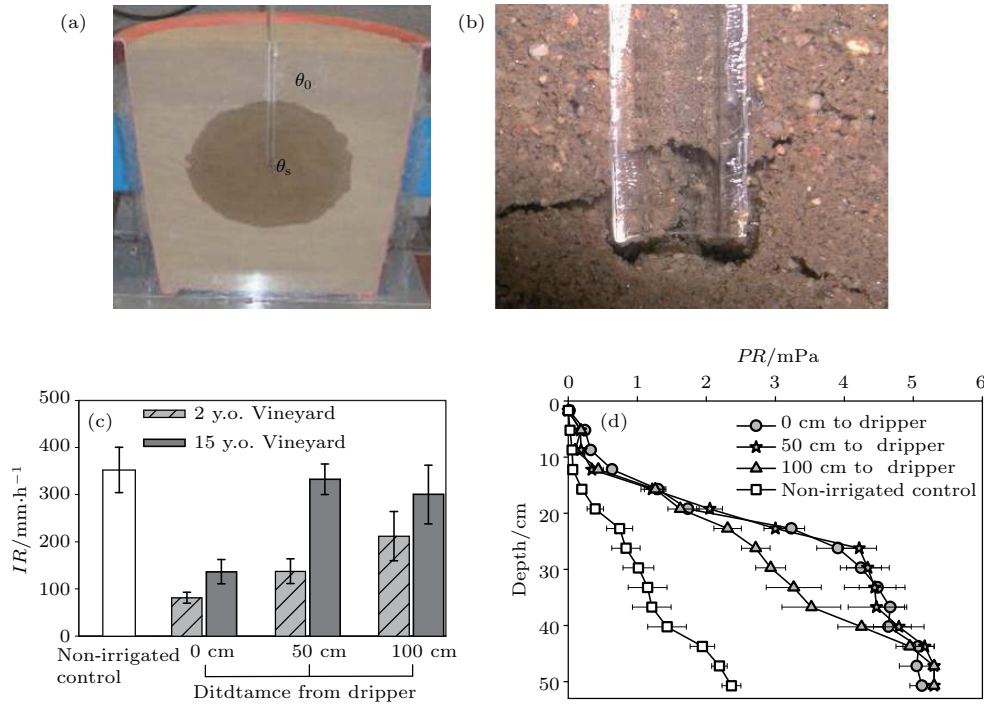 (a)
θ0
θs
(b)
(c)
IR/mm·h−1
500
400
300
200
100
0
2 y.o. Vineyard
15 y.o. Vineyard
Non-irrigated
control
0 cm
50 cm
100 cm
Ditdtamce from dripper
(d)
PR/mPa
0 1 2 3 4 5 6
Depth/cm
0
10
20
30
40
50
0 cm to dripper
50 cm to dripper
100 cm to dripper
Non-irrigated control